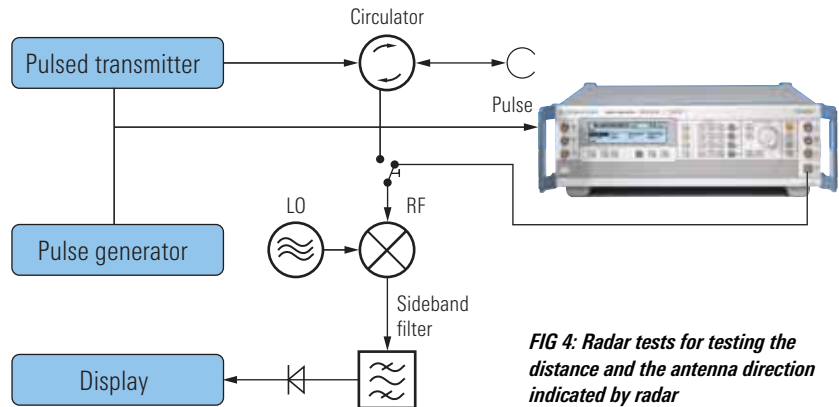 Circulator
Pulsed transmitter
Pulse
LO
RF
Pulse generator
Sideband
filter
Display
FIG 4: Radar tests for testing the
distance and the antenna direction
indicated by radar